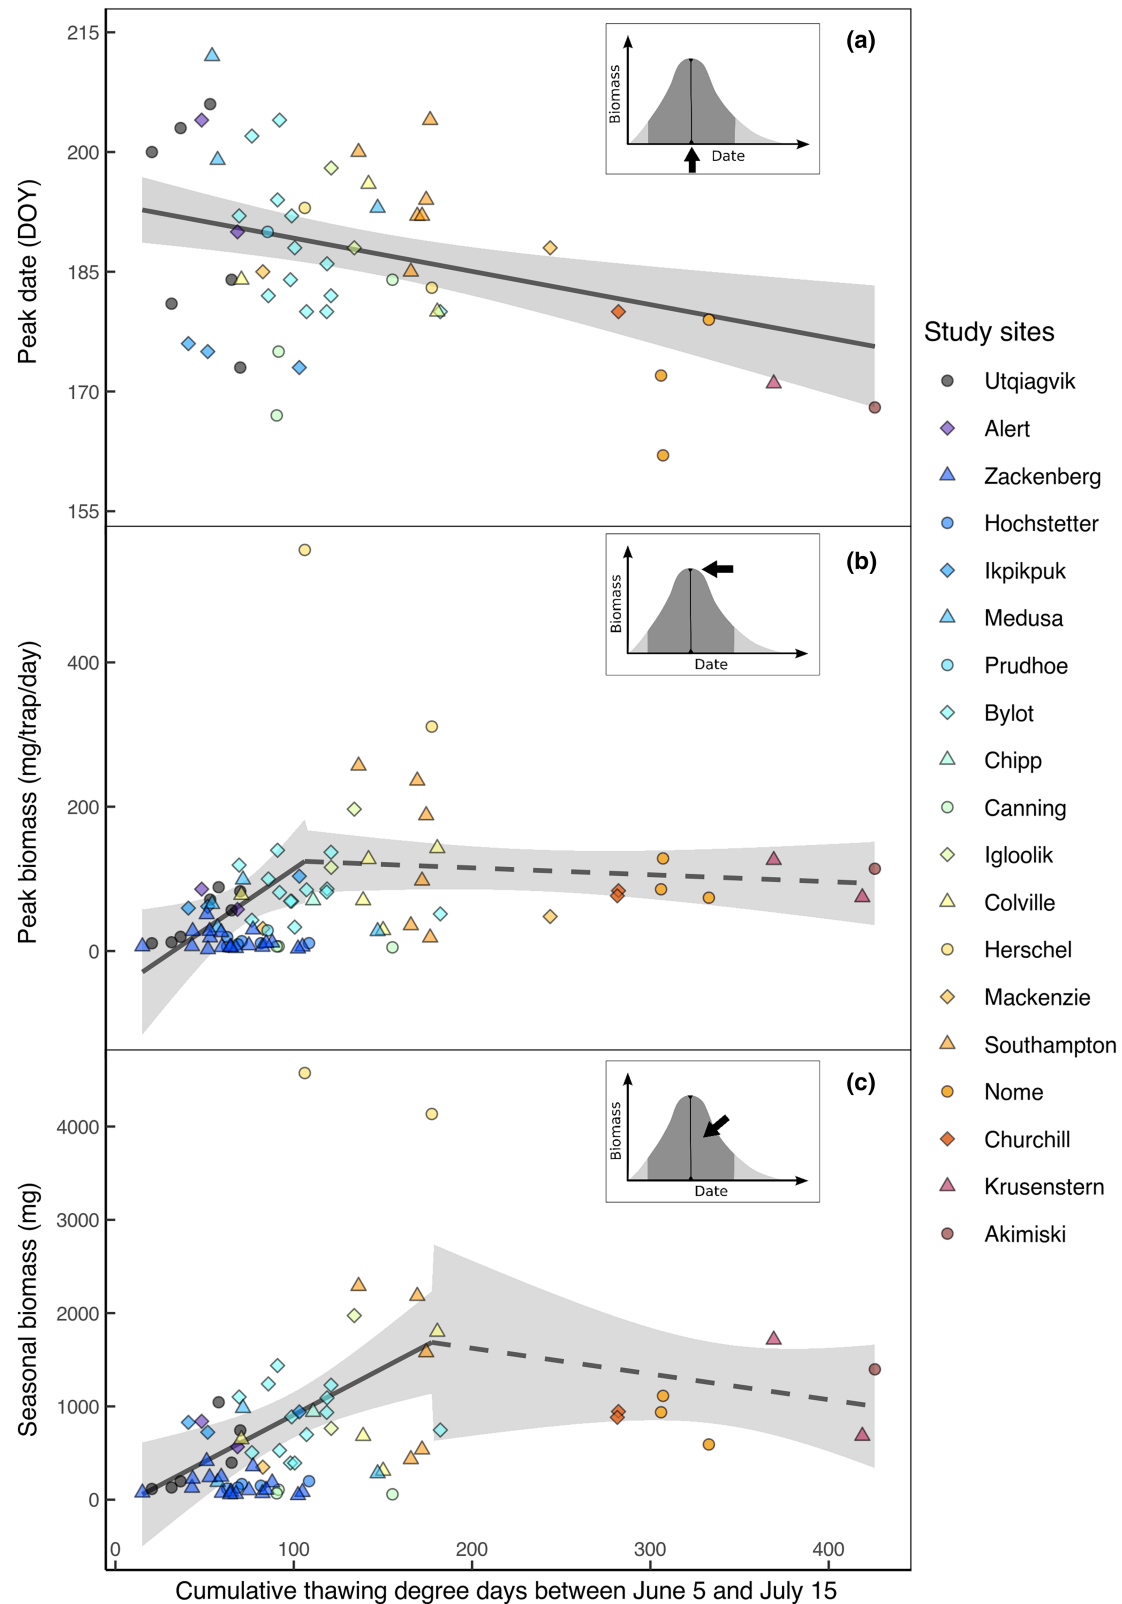 (a)
215
200
185
170
155
Peak date (DOY)
Biomass
Date
(b)
400
200
0
Peak biomass (mg/trap/day)
Biomass
Date
(c)
4000
3000
2000
1000
0
Seasonal biomass (mg)
Biomass
Date
0 100 200 300 400
Cumulative thawing degree days between June 5 and July 15
Study sites
Utqiagvik
Alert
Zackenberg
Hochstetter
Ikpikpuk
Medusa
Prudhoe
Bylot
Chipp
Canning
Igloolik
Colville
Herschel
Mackenzie
Southampton
Nome
Churchill
Krusenstern
Akimiski